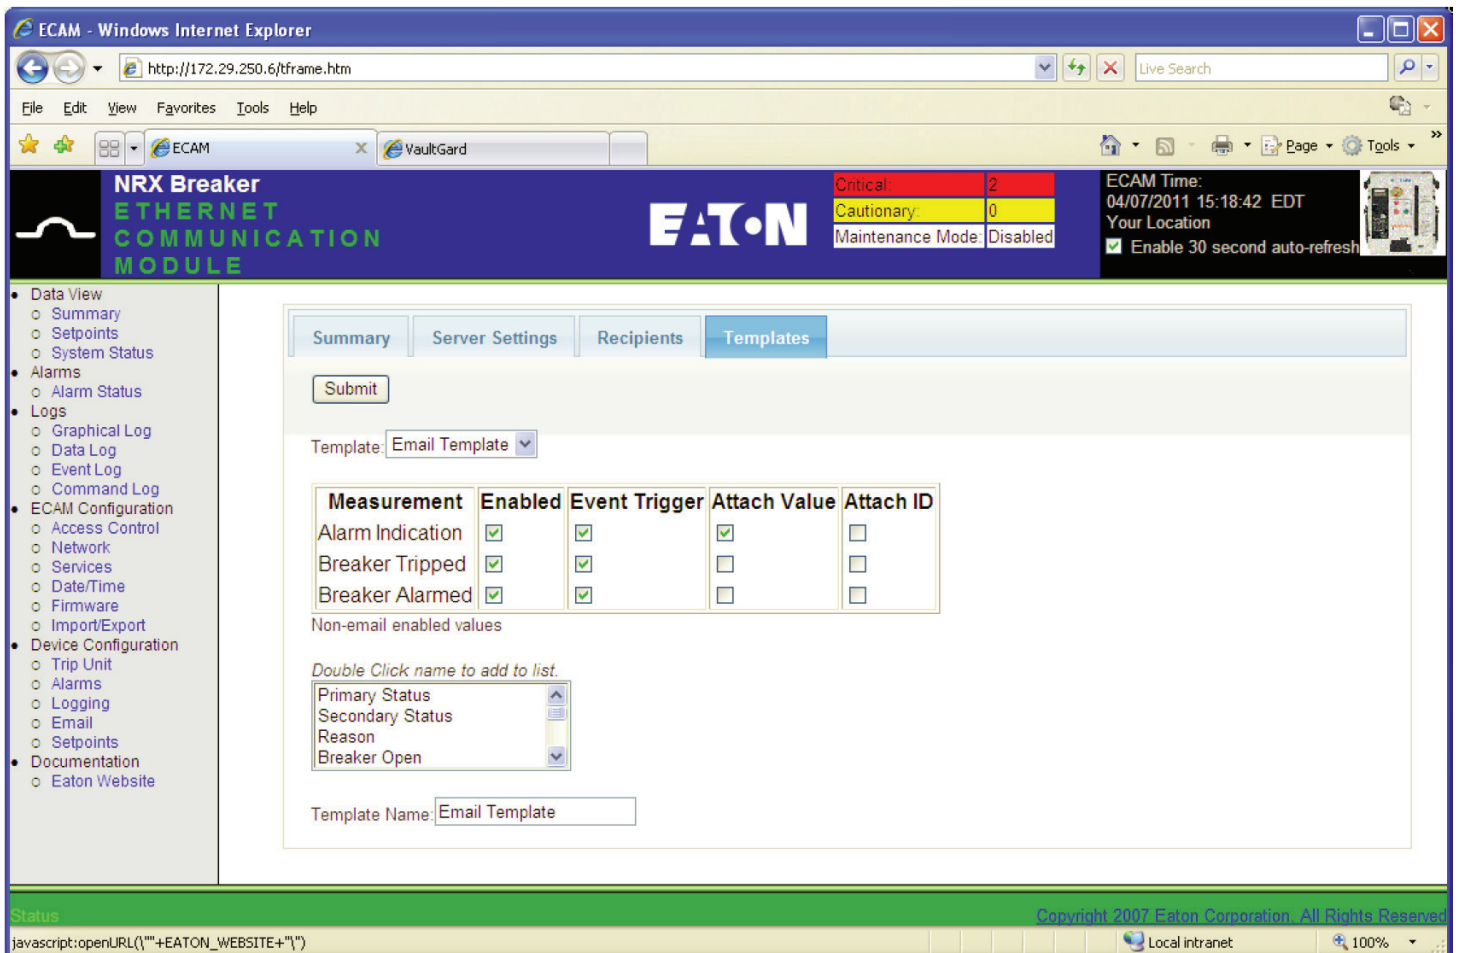 ECAM - Windows Internet Explorer
http://172.29.250.6/tframe.htm
Live Search
File Edit View Favorites Tools Help
ECAM
VaultGard
Page
Tools
NRX Breaker
ETHERNET
COMMUNICATION
MODULE
EATON
Critical: 2
Cautionary: 0
Maintenance Mode: Disabled
ECAM Time:
04/07/2011 15:18:42 EDT
Your Location
Enable 30 second auto-refresh
Data View
Summary
Setpoints
System Status
Alarms
Alarm Status
Logs
Graphical Log
Data Log
Event Log
Command Log
ECAM Configuration
Access Control
Network
Services
Date/Time
Firmware
Import/Export
Device Configuration
Trip Unit
Alarms
Logging
Email
Setpoints
Documentation
Eaton Website
Summary Server Settings Recipients Templates
Submit
Template: Email Template
Measurement Enabled Event Trigger Attach Value Attach ID
Alarm Indication
Breaker Tripped
Breaker Alarmed
Non-email enabled values
Double Click name to add to list.
Primary Status
Secondary Status
Reason
Breaker Open
Template Name: Email Template
Status
Copyright 2007 Eaton Corporation. All Rights Reserved
javascript:openURL(\""+EATON_WEBSITE+"\")
Local intranet
100%